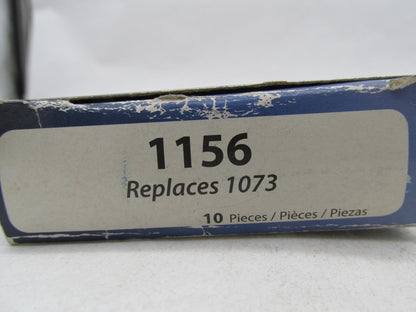 1156
Replaces 1073
10 Pieces / Pièces / Piezas